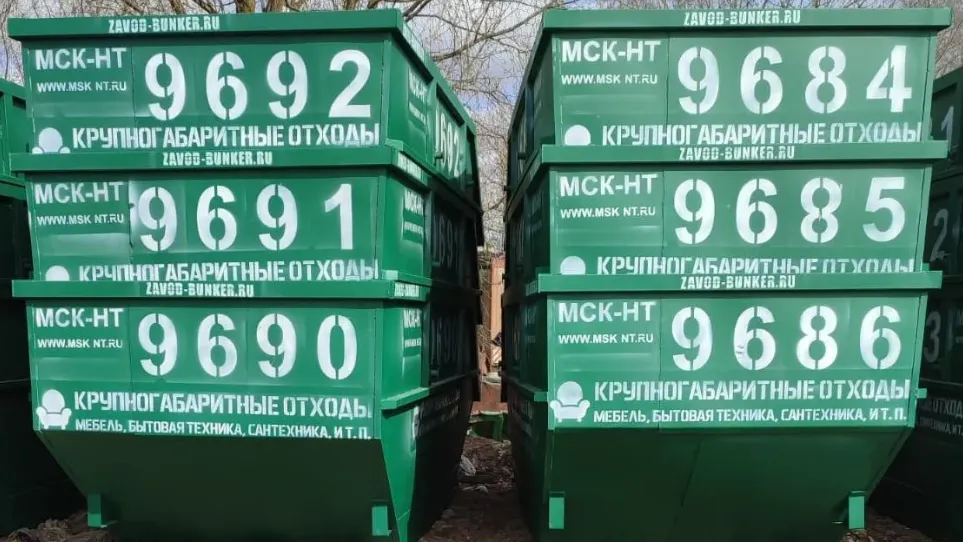 ZAVOD-BUNKER.RU
МСК-НТ
WWW.MSK NT.RU
9692
КРУПНОГАБАРИТНЫЕ ОТХОДЫ
ZAVOD-BUNKER.RU
МСК-НТ
WWW.MSK NT.RU
9691
КРУПНОГАБАРИТНЫЕ ОТХОДЫ
ZAVOD-BUNKER.RU
МСК-НТ
WWW.MSK NT.RU
9690
КРУПНОГАБАРИТНЫЕ ОТХОДЫ
МЕБЕЛЬ, БЫТОВАЯ ТЕХНИКА, САНТЕХНИКА, И Т. П.
ZAVOD-BUNKER.RU
МСК-НТ
WWW.MSK NT.RU
9684
КРУПНОГАБАРИТНЫЕ ОТХОДЫ
ZAVOD-BUNKER.RU
МСК-НТ
WWW.MSK NT.RU
9685
КРУПНОГАБАРИТНЫЕ ОТХОДЫ
ZAVOD-BUNKER.RU
МСК-НТ
WWW.MSK NT.RU
9686
КРУПНОГАБАРИТНЫЕ ОТХОДЫ
МЕБЕЛЬ, БЫТОВАЯ ТЕХНИКА, САНТЕХНИКА, И Т. П.
1
2
3